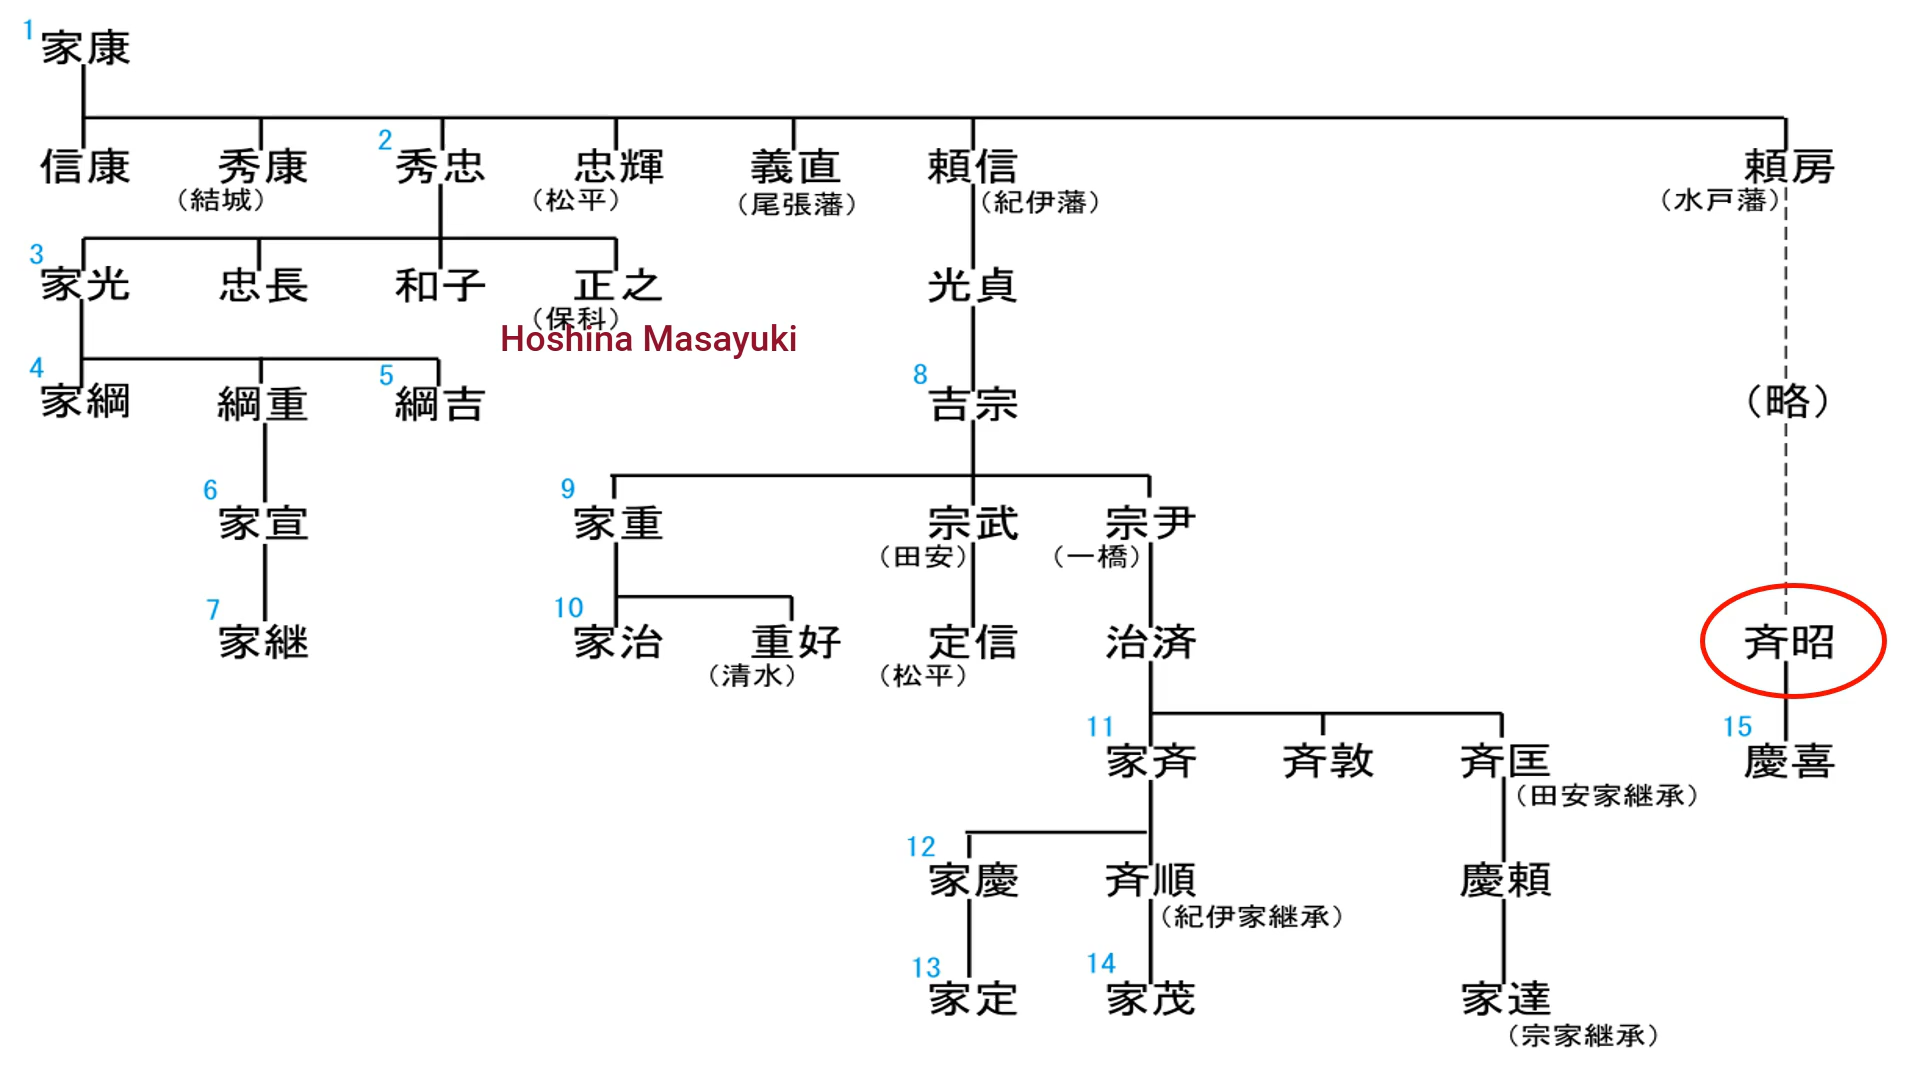 1
家康
信康
秀康
(結城)
2
秀忠
忠輝
(松平)
義直
(尾張藩)
頼信
(紀伊藩)
頼房
(水戸藩)
3
家光
忠長
和子
正之
(保科)
Hoshina Masayuki
光貞
4
家綱
綱重
5
綱吉
8
吉宗
(略)
6
家宣
9
家重
宗武
(田安)
宗尹
(一橋)
7
家継
10
家治
重好
(清水)
定信
(松平)
治済
斉昭
11
家斉
斉敦
斉匡
(田安家継承)
15
慶喜
12
家慶
斉順
(紀伊家継承)
慶頼
13
家定
14
家茂
家達
(宗家継承)